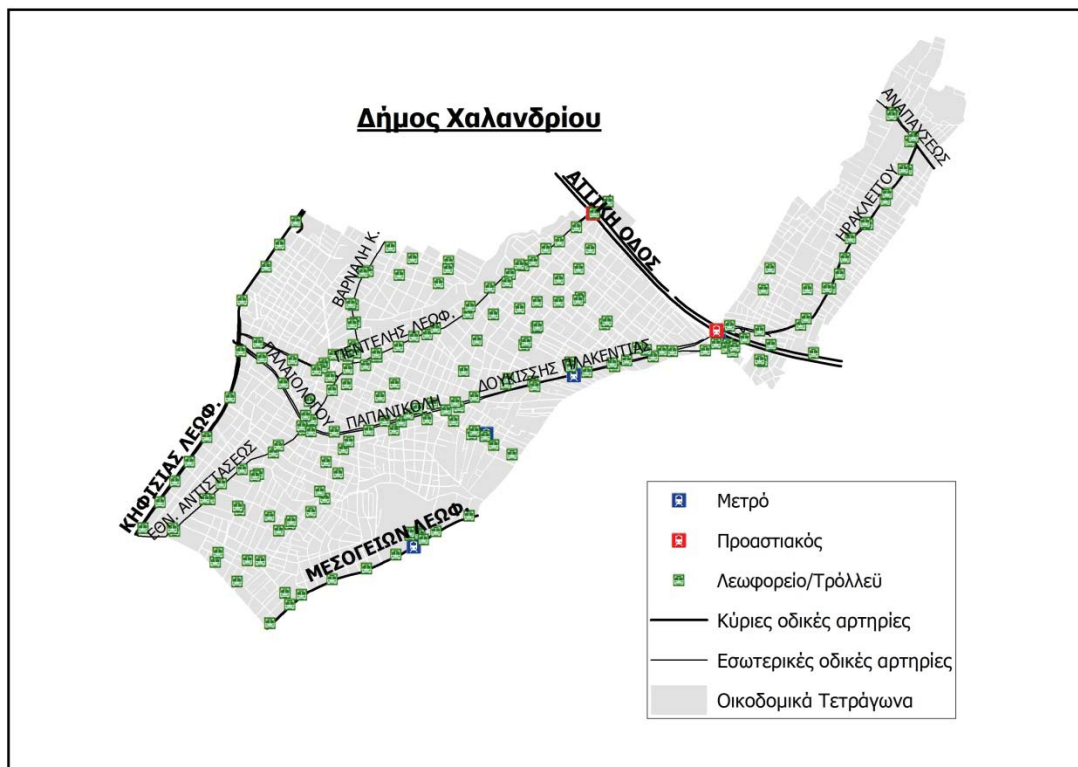 Δήμος Χαλανδρίου
ΑΝΑΠΑΥΣΕΩΣ
ΗΡΑΚΛΕΙΤΟΥ
ΑΤΤΙΚΗ ΟΔΟΣ
ΒΑΡΝΑΛΗ Κ.
ΠΕΝΤΕΛΗΣ ΛΕΩΦ.
ΠΑΛΑΙΟΛΟΓΟΥ
ΔΟΥΚΙΣΣΗΣ ΠΛΑΚΕΝΤΙΑΣ
ΠΑΠΑΝΙΚΟΛΗ
ΚΗΦΙΣΙΑΣ ΛΕΩΦ.
ΕΘΝ. ΑΝΤΙΣΤΑΣΕΩΣ
ΜΕΣΟΓΕΙΩΝ ΛΕΩΦ.
Μετρό
Προαστιακός
Λεωφορείο/Τρόλλεϋ
Κύριες οδικές αρτηρίες
Εσωτερικές οδικές αρτηρίες
Οικοδομικά Τετράγωνα